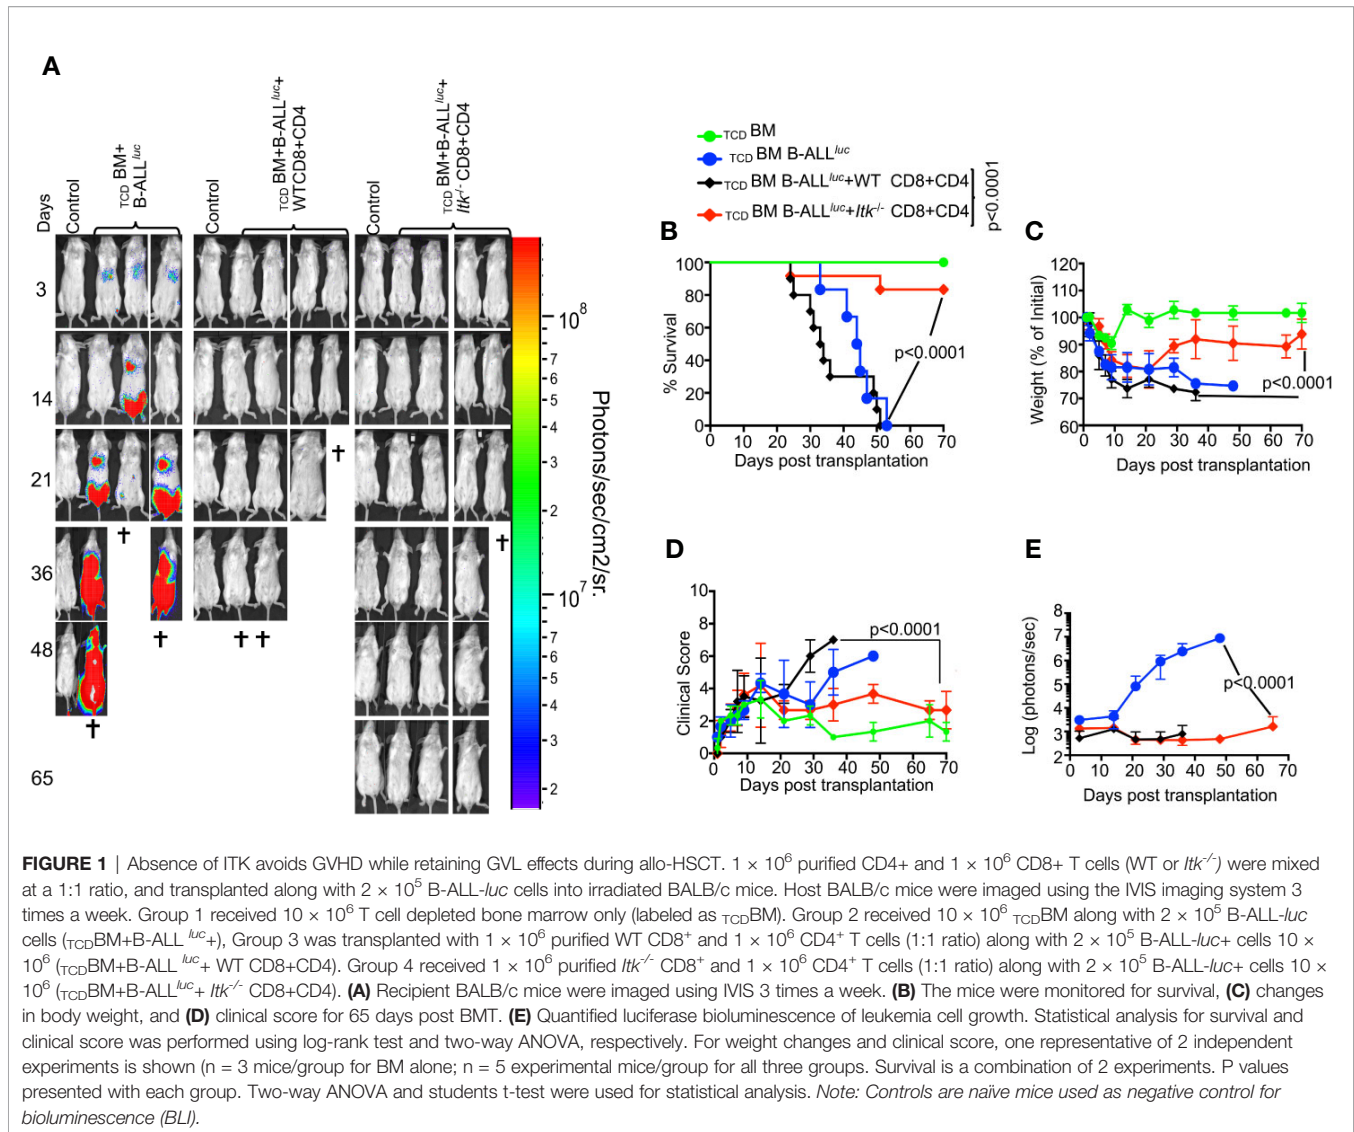 A
Days
Control
TCD BM+
B-ALL luc
Control
TCD BM+B-ALL luc+
WTCD8+CD4
Control
TCD BM+B-ALL luc+
Itk-/- CD8+CD4
3
14
21
†
†
†
36
48
†
† †
†
65
10^8
7
6
5
4
3
2
10^7
7
6
5
4
3
2
Photons/sec/cm2/sr.
TCD BM
TCD BM B-ALL luc
TCD BM B-ALL luc+WT CD8+CD4
TCD BM B-ALL luc+Itk-/- CD8+CD4
p<0.0001
B
% Survival
100
80
60
40
20
0
p<0.0001
0 10 20 30 40 50 60 70
Days post transplantation
C
Weight (% of Initial)
120
110
100
90
80
70
60
p<0.0001
0 10 20 30 40 50 60 70
Days post transplantation
D
Clinical Score
10
8
6
4
2
0
p<0.0001
0 10 20 30 40 50 60 70
Days post transplantation
E
Log (photons/sec)
8
7
6
5
4
3
2
p<0.0001
0 10 20 30 40 50 60 70
Days post transplantation
FIGURE 1 | Absence of ITK avoids GVHD while retaining GVL effects during allo-HSCT. 1 × 10^6 purified CD4+ and 1 × 10^6 CD8+ T cells (WT or Itk-/-) were mixed
at a 1:1 ratio, and transplanted along with 2 × 10^5 B-ALL-luc cells into irradiated BALB/c mice. Host BALB/c mice were imaged using the IVIS imaging system 3
times a week. Group 1 received 10 × 10^6 T cell depleted bone marrow only (labeled as TCDBM). Group 2 received 10 × 10^6 TCDBM along with 2 × 10^5 B-ALL-luc
cells (TCDBM+B-ALL luc+), Group 3 was transplanted with 1 × 10^6 purified WT CD8+ and 1 × 10^6 CD4+ T cells (1:1 ratio) along with 2 × 10^5 B-ALL-luc+ cells 10 ×
10^6 (TCDBM+B-ALL luc+ WT CD8+CD4). Group 4 received 1 × 10^6 purified Itk-/- CD8+ and 1 × 10^6 CD4+ T cells (1:1 ratio) along with 2 × 10^5 B-ALL-luc+ cells 10 ×
10^6 (TCDBM+B-ALLluc+ Itk-/- CD8+CD4). (A) Recipient BALB/c mice were imaged using IVIS 3 times a week. (B) The mice were monitored for survival, (C) changes
in body weight, and (D) clinical score for 65 days post BMT. (E) Quantified luciferase bioluminescence of leukemia cell growth. Statistical analysis for survival and
clinical score was performed using log-rank test and two-way ANOVA, respectively. For weight changes and clinical score, one representative of 2 independent
experiments is shown (n = 3 mice/group for BM alone; n = 5 experimental mice/group for all three groups. Survival is a combination of 2 experiments. P values
presented with each group. Two-way ANOVA and students t-test were used for statistical analysis. Note: Controls are naïve mice used as negative control for
bioluminescence (BLI).